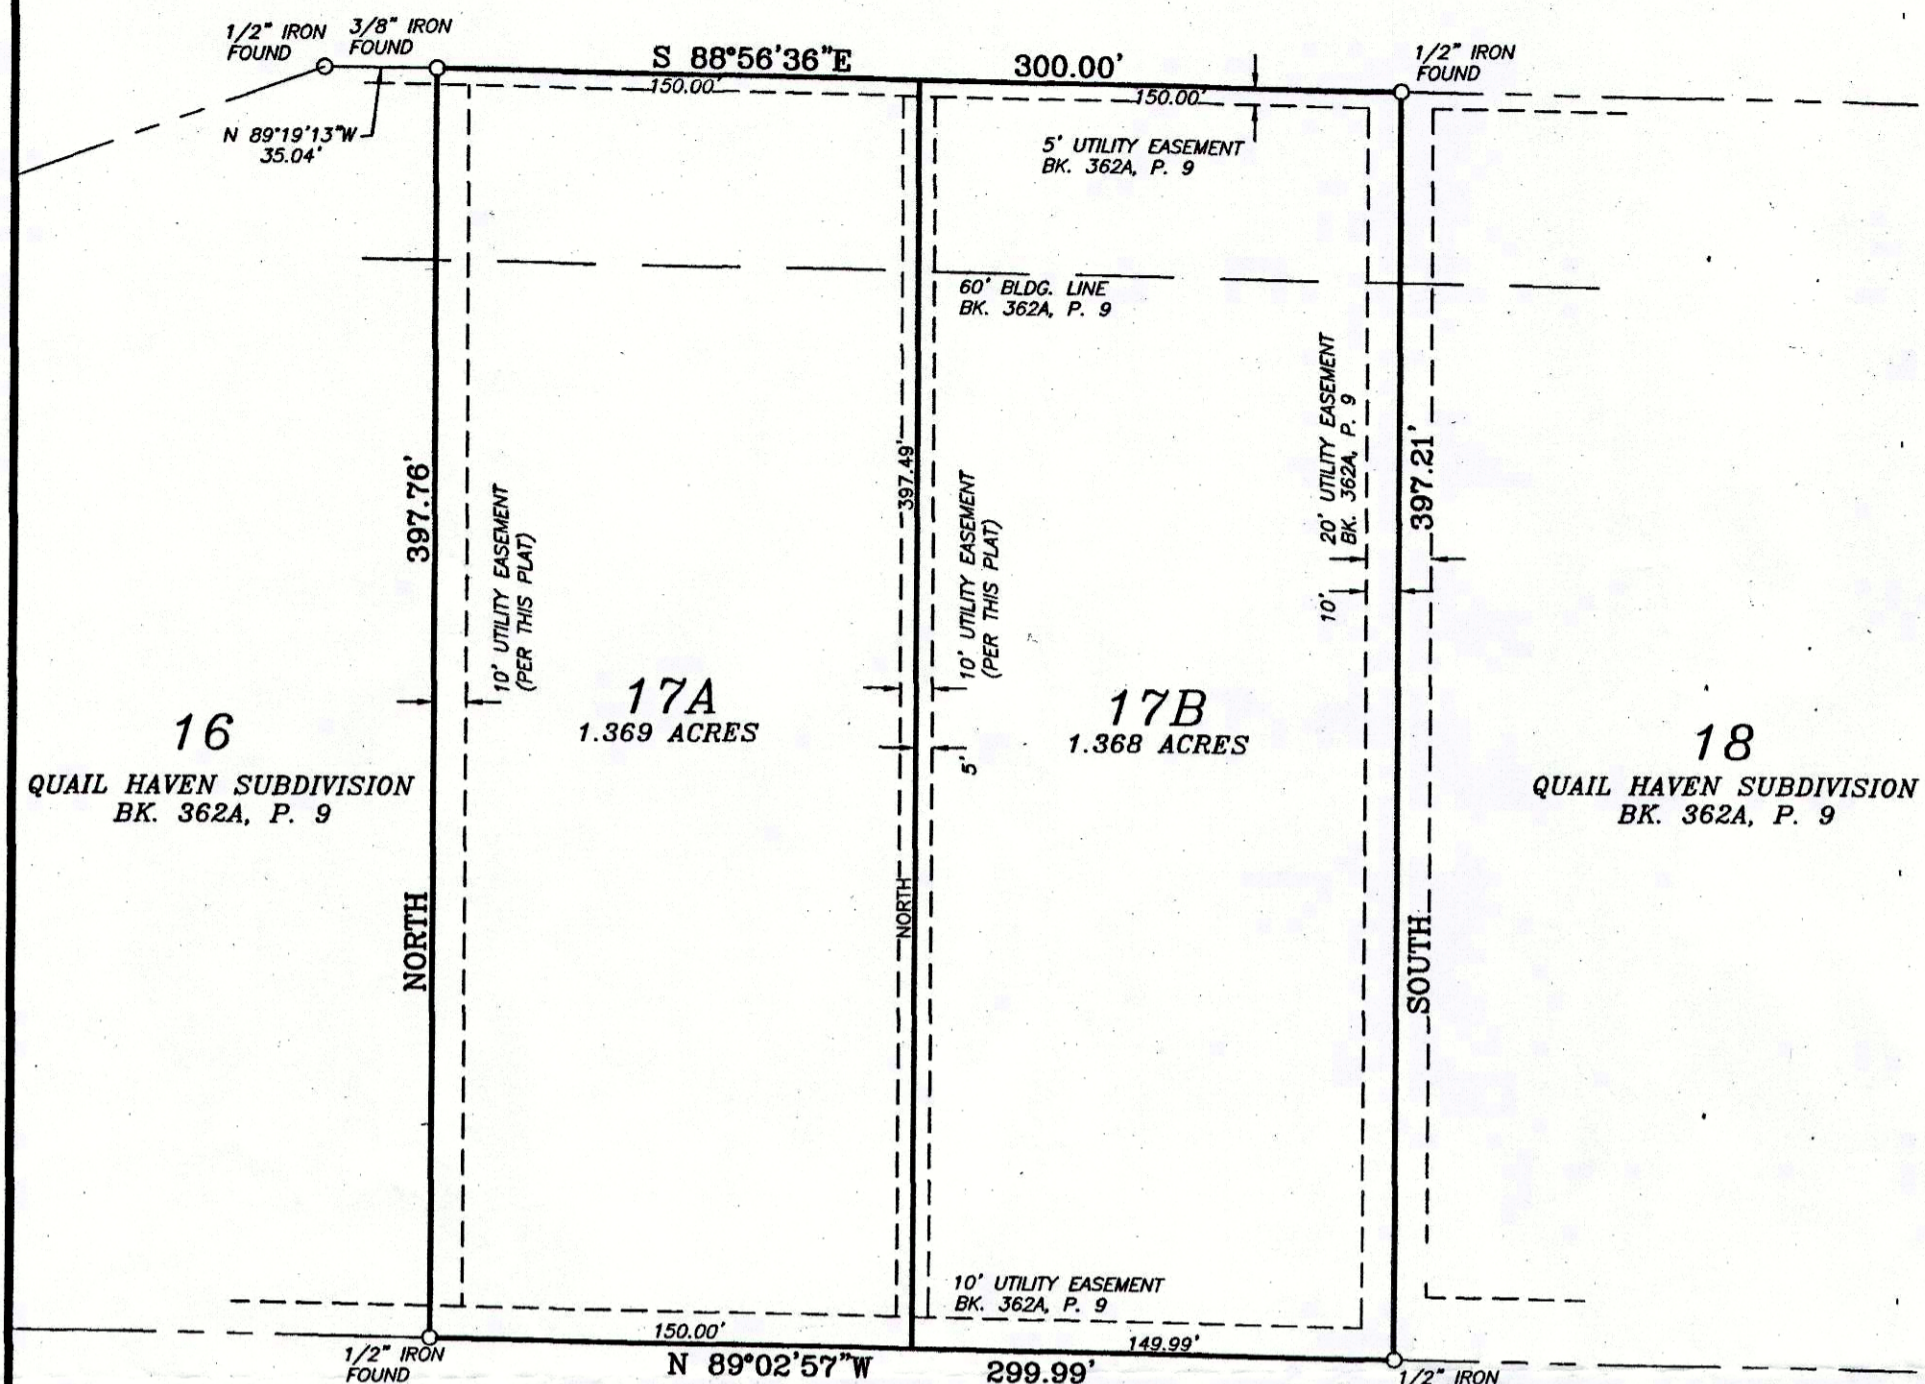 1/2" IRON
FOUND
3/8" IRON
FOUND
S 88°56'36"E
300.00'
1/2" IRON
FOUND
150.00'
150.00'
N 89°19'13"W
35.04'
5' UTILITY EASEMENT
BK. 362A, P. 9
60' BLDG. LINE
BK. 362A, P. 9
397.76'
10' UTILITY EASEMENT
(PER THIS PLAT)
397.49'
10' UTILITY EASEMENT
(PER THIS PLAT)
20' UTILITY EASEMENT
BK. 362A, P. 9
397.21'
10'
16
QUAIL HAVEN SUBDIVISION
BK. 362A, P. 9
17A
1.369 ACRES
5'
17B
1.368 ACRES
18
QUAIL HAVEN SUBDIVISION
BK. 362A, P. 9
NORTH
NORTH
SOUTH
10' UTILITY EASEMENT
BK. 362A, P. 9
150.00'
149.99'
1/2" IRON
FOUND
N 89°02'57"W
299.99'
1/2" IRON